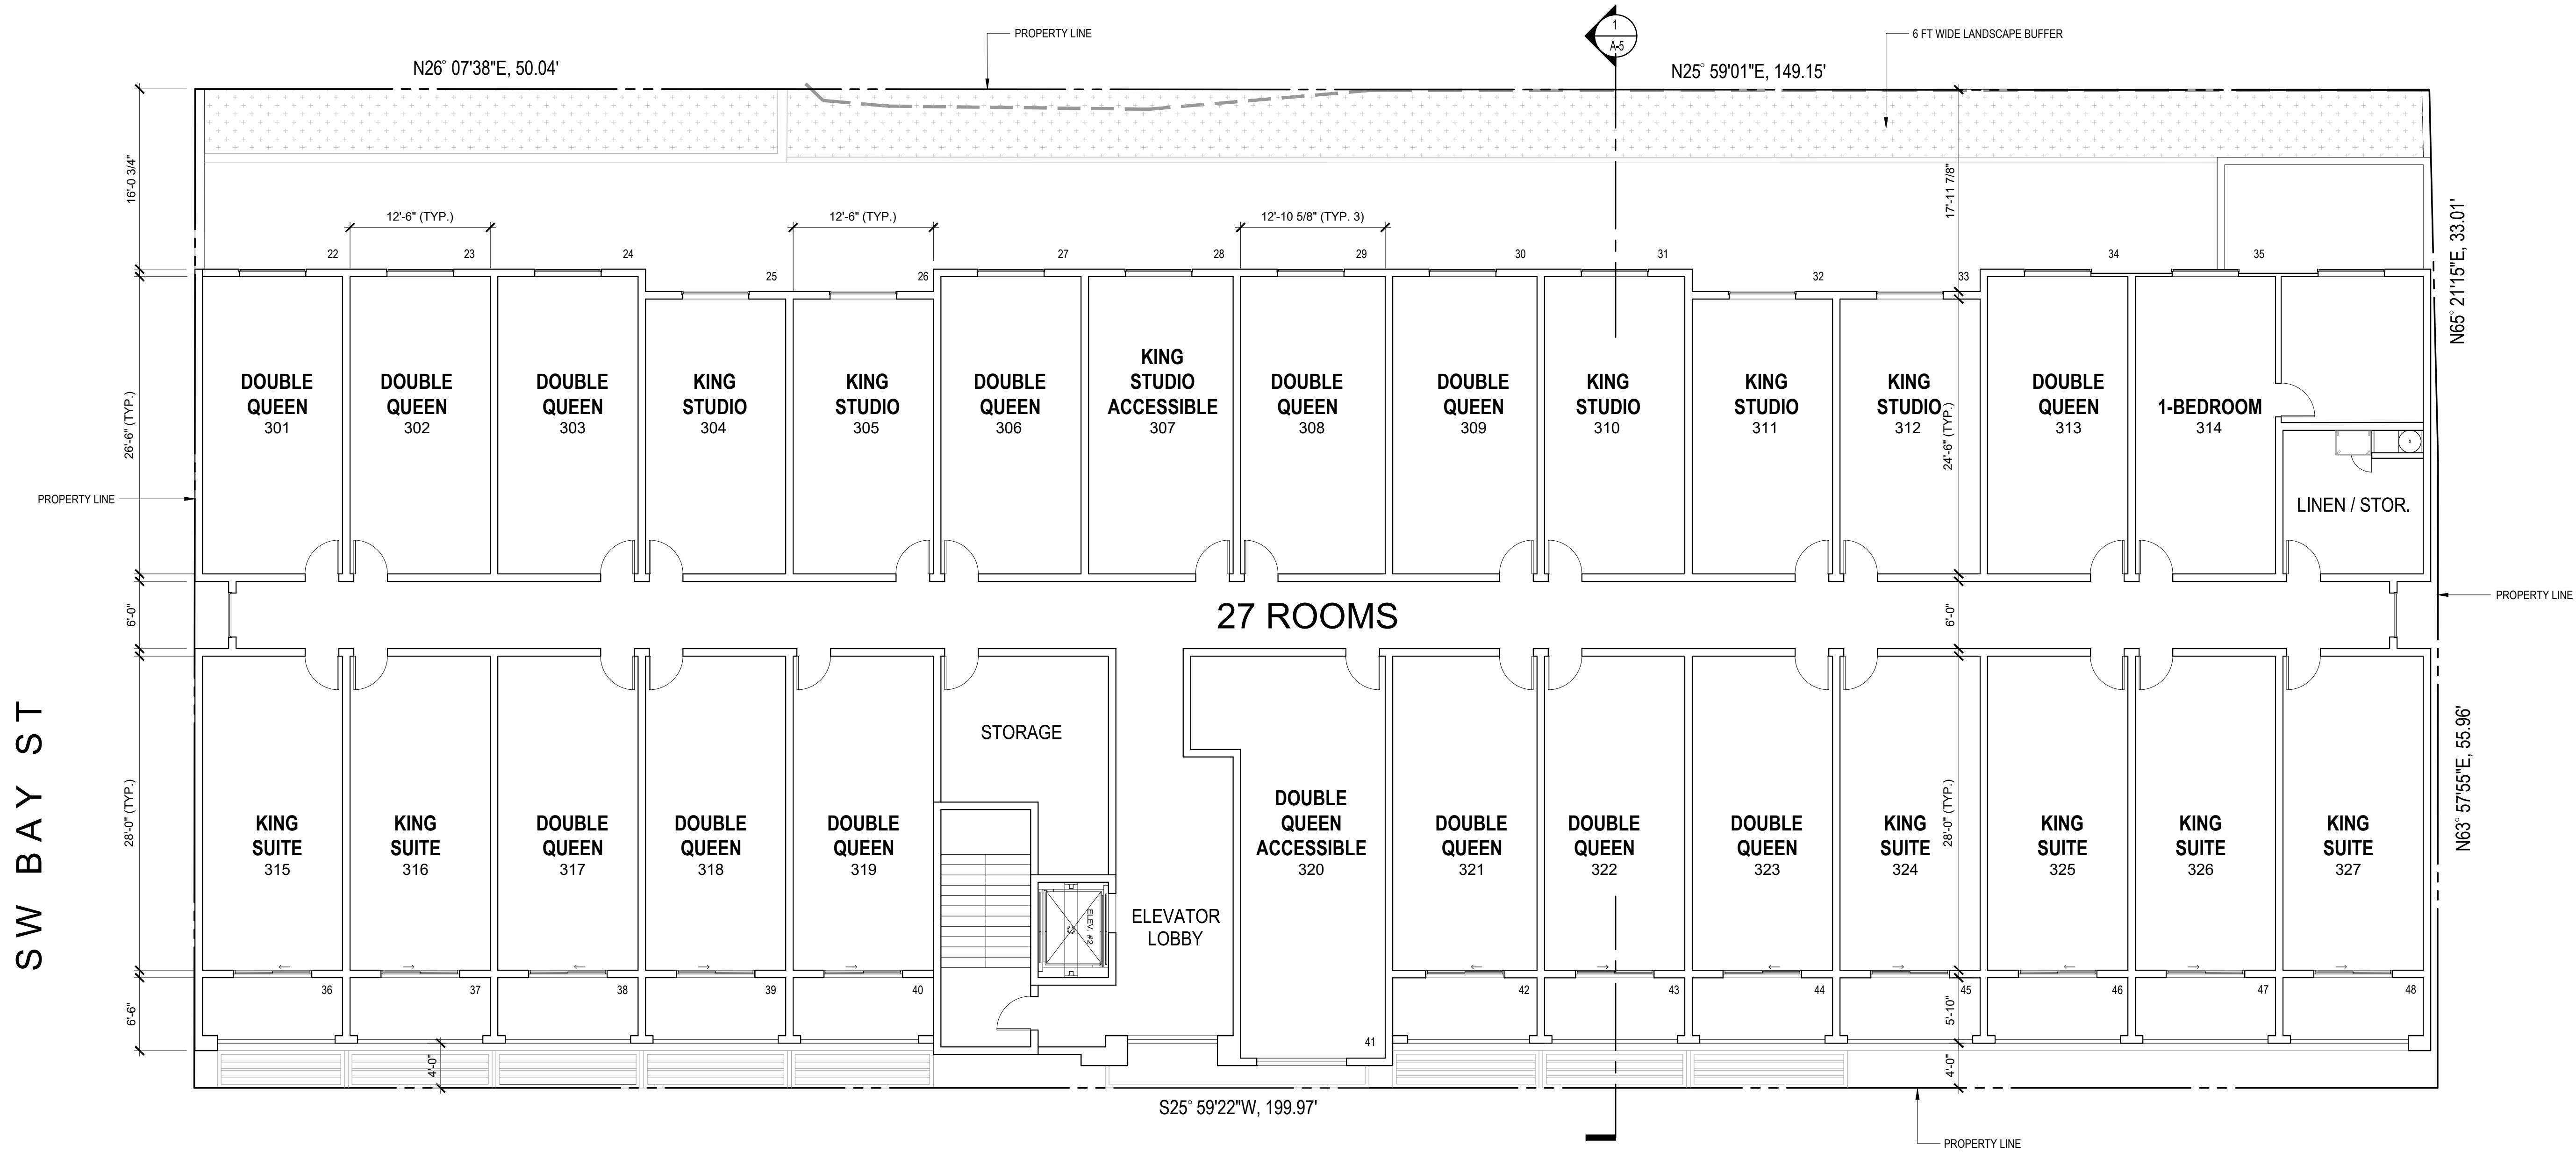 1
A-5
PROPERTY LINE
6 FT WIDE LANDSCAPE BUFFER
N26° 07'38"E, 50.04'
N25° 59'01"E, 149.15'
16'-0 3/4"
17'-11 7/8"
N65° 21'15"E, 33.01'
12'-6" (TYP.)
12'-6" (TYP.)
12'-10 5/8" (TYP. 3)
22
23
24
25
26
27
28
29
30
31
32
33
34
35
26'-6" (TYP.)
DOUBLE
QUEEN
301
DOUBLE
QUEEN
302
DOUBLE
QUEEN
303
KING
STUDIO
304
KING
STUDIO
305
DOUBLE
QUEEN
306
KING
STUDIO
ACCESSIBLE
307
DOUBLE
QUEEN
308
DOUBLE
QUEEN
309
KING
STUDIO
310
KING
STUDIO
311
KING
STUDIO
312
24'-6" (TYP.)
DOUBLE
QUEEN
313
1-BEDROOM
314
LINEN / STOR.
PROPERTY LINE
PROPERTY LINE
6'-0"
27 ROOMS
6'-0"
SW BAY ST
28'-0" (TYP.)
STORAGE
KING
SUITE
315
KING
SUITE
316
DOUBLE
QUEEN
317
DOUBLE
QUEEN
318
DOUBLE
QUEEN
319
ELEV. #2
ELEVATOR
LOBBY
DOUBLE
QUEEN
ACCESSIBLE
320
DOUBLE
QUEEN
321
DOUBLE
QUEEN
322
DOUBLE
QUEEN
323
KING
SUITE
324
28'-0" (TYP.)
KING
SUITE
325
KING
SUITE
326
KING
SUITE
327
N63° 57'55"E, 55.96'
36
37
38
39
40
41
42
43
44
45
46
47
48
6'-6"
5'-10"
4'-0"
4'-0"
S25° 59'22"W, 199.97'
PROPERTY LINE